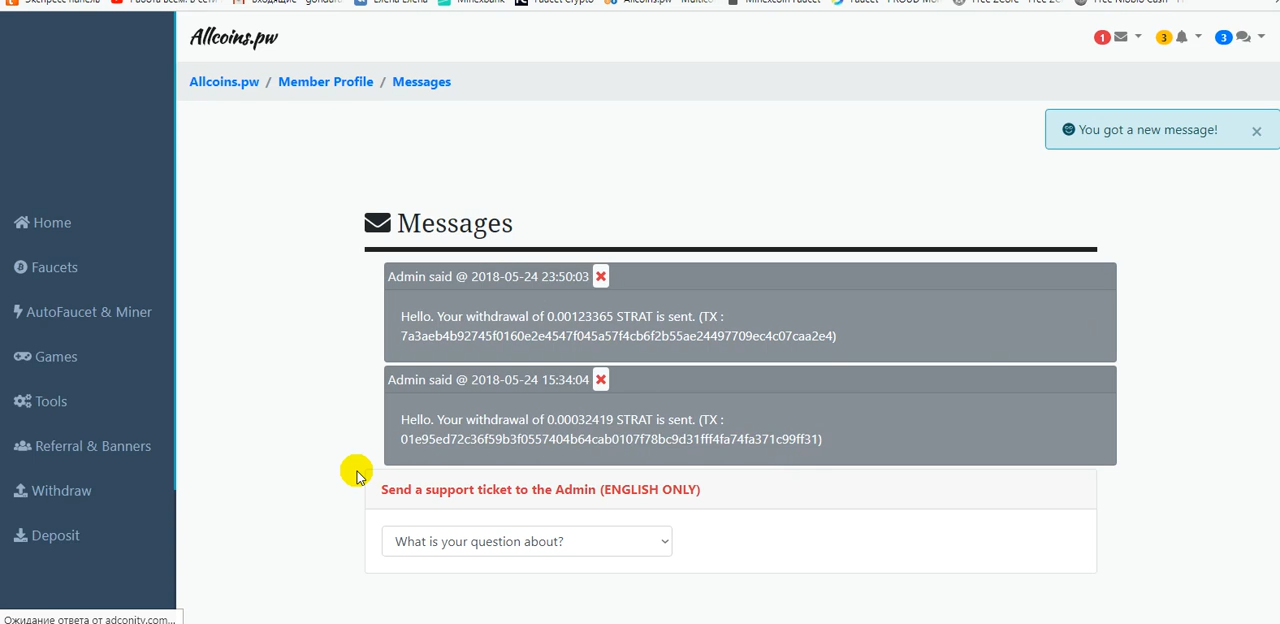 Allcoins.pw
1
3
3
Allcoins.pw / Member Profile / Messages
You got a new message! ×
Home
Faucets
AutoFaucet & Miner
Games
Tools
Referral & Banners
Withdraw
Deposit
Messages
Admin said @ 2018-05-24 23:50:03
Hello. Your withdrawal of 0.00123365 STRAT is sent. (TX :
7a3aeb4b92745f0160e2e4547f045a57f4cb6f2b55ae24497709ec4c07caa2e4)
Admin said @ 2018-05-24 15:34:04
Hello. Your withdrawal of 0.00032419 STRAT is sent. (TX :
01e95ed72c36f59b3f0557404b64cab0107f78bc9d31fff4fa74fa371c99ff31)
Send a support ticket to the Admin (ENGLISH ONLY)
What is your question about?
Ожидание ответа от adconity.com...